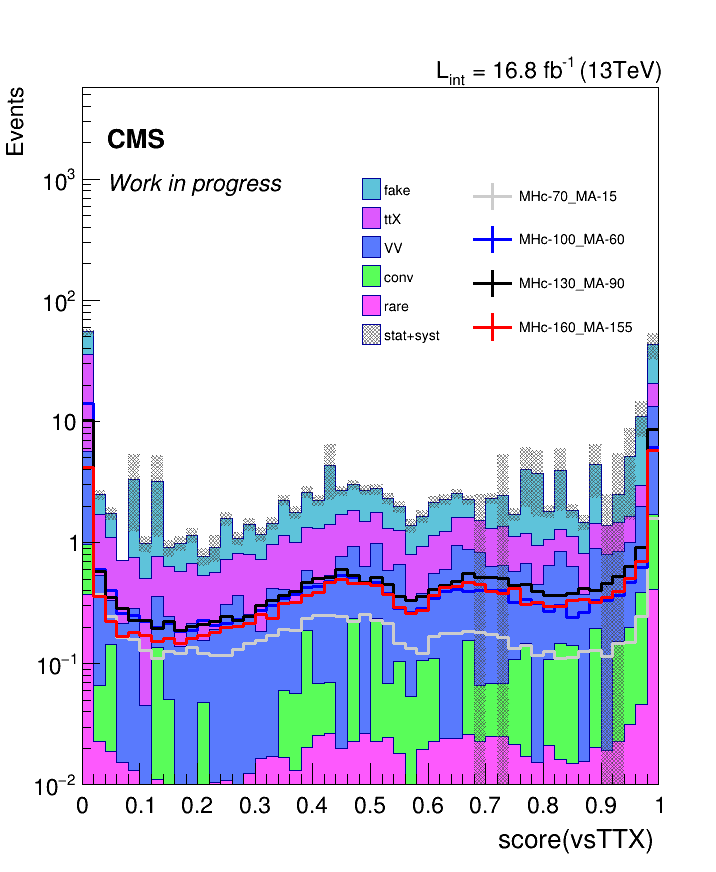 L_int = 16.8 fb^-1 (13TeV)
Events
CMS
Work in progress
fake
ttX
VV
conv
rare
stat+syst
MHc-70_MA-15
MHc-100_MA-60
MHc-130_MA-90
MHc-160_MA-155
10^3
10^2
10
1
10^-1
10^-2
0 0.1 0.2 0.3 0.4 0.5 0.6 0.7 0.8 0.9 1
score(vsTTX)